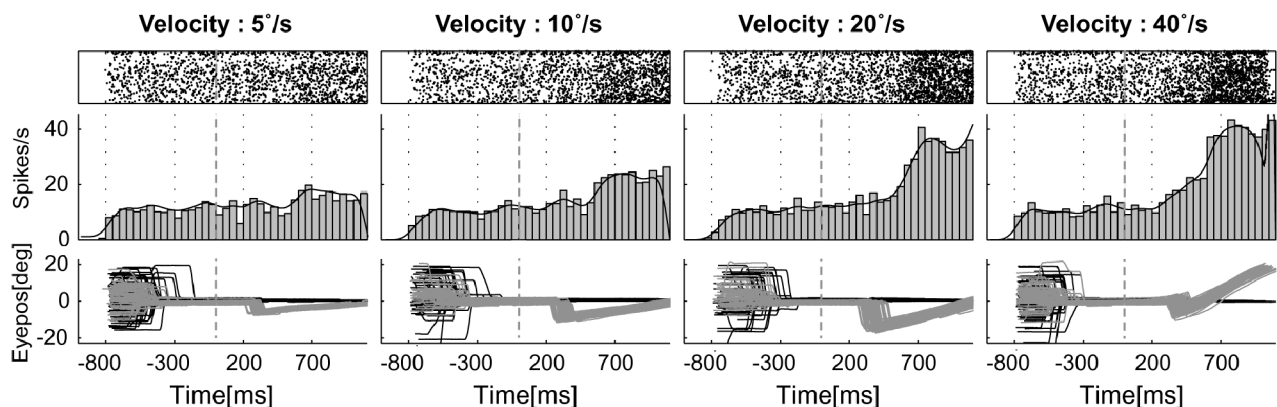 Velocity : 5˚/s Velocity : 10˚/s Velocity : 20˚/s Velocity : 40˚/s
40
20
0
Spikes/s
20
0
-20
Eyepos[deg]
-800 -300 200 700 -800 -300 200 700 -800 -300 200 700 -800 -300 200 700
Time[ms] Time[ms] Time[ms] Time[ms]